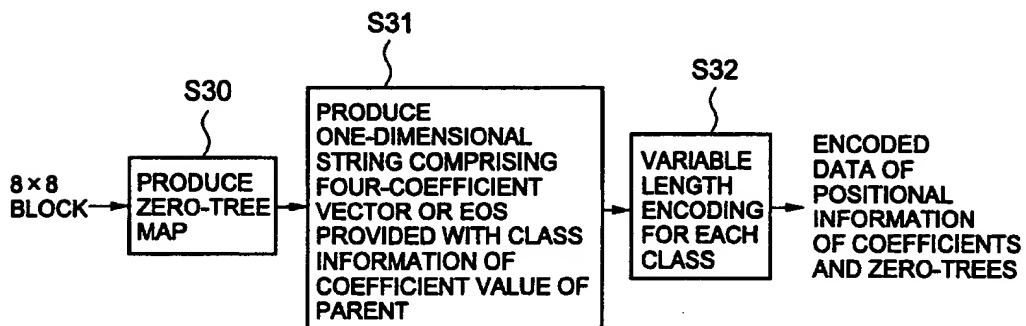 S30
S31
S32
8×8
BLOCK
PRODUCE
ZERO-TREE
MAP
PRODUCE
ONE-DIMENSIONAL
STRING COMPRISING
FOUR-COEFFICIENT
VECTOR OR EOS
PROVIDED WITH CLASS
INFORMATION OF
COEFFICIENT VALUE OF
PARENT
VARIABLE
LENGTH
ENCODING
FOR EACH
CLASS
ENCODED
DATA OF
POSITIONAL
INFORMATION
OF COEFFICIENTS
AND ZERO-TREES